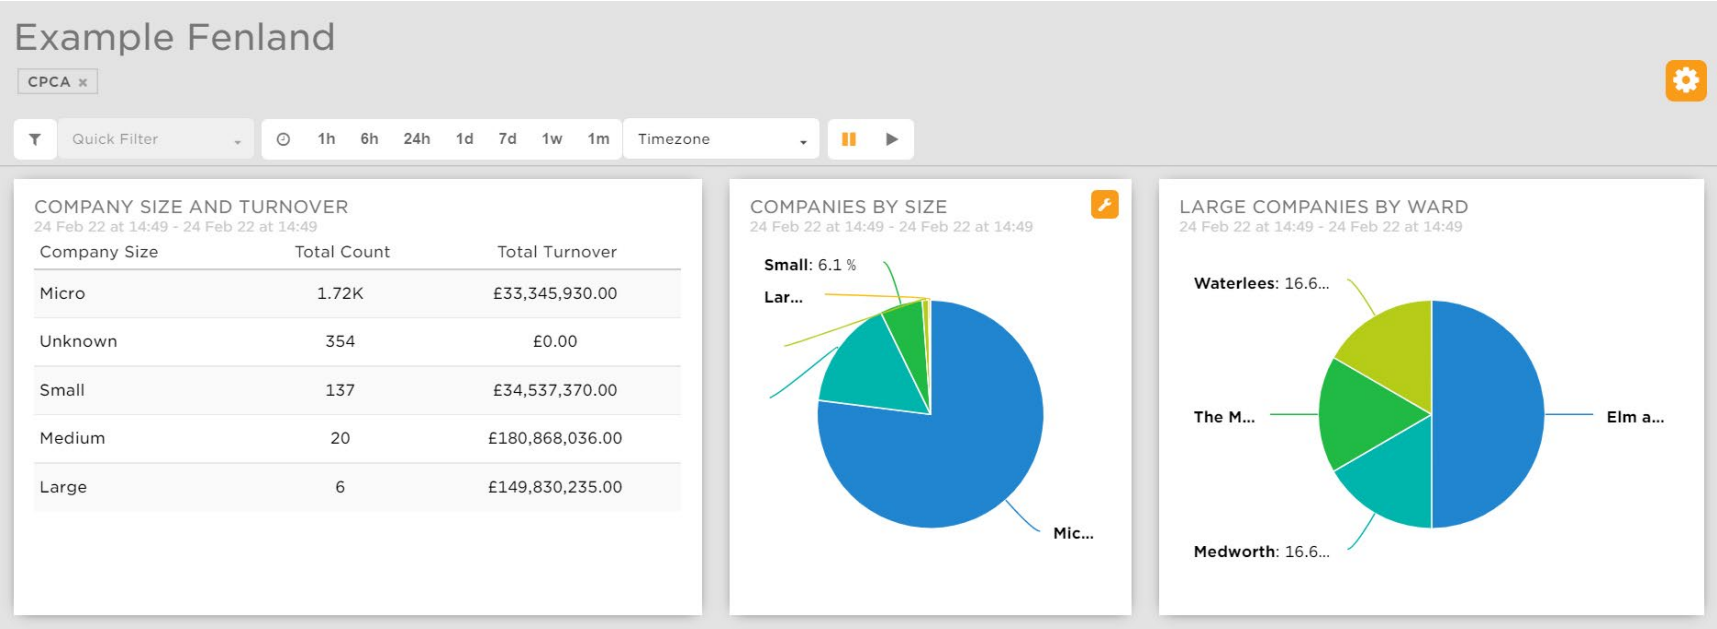 Example Fenland
CPCA ×
Quick Filter 1h 6h 24h 1d 7d 1w 1m Timezone
COMPANY SIZE AND TURNOVER
24 Feb 22 at 14:49 - 24 Feb 22 at 14:49
Company Size Total Count Total Turnover
Micro 1.72K £33,345,930.00
Unknown 354 £0.00
Small 137 £34,537,370.00
Medium 20 £180,868,036.00
Large 6 £149,830,235.00
COMPANIES BY SIZE
24 Feb 22 at 14:49 - 24 Feb 22 at 14:49
Small: 6.1 %
Lar...
Mic...
LARGE COMPANIES BY WARD
24 Feb 22 at 14:49 - 24 Feb 22 at 14:49
Waterlees: 16.6...
The M...
Elm a...
Medworth: 16.6...